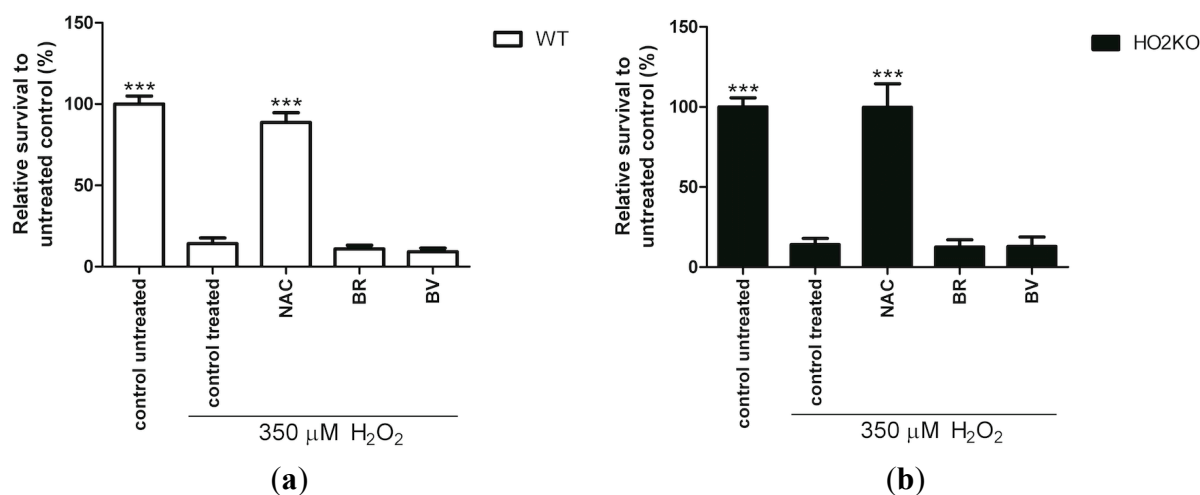 Relative survival to
untreated control (%)
150
100
50
0
***
***
WT
control untreated
control treated
NAC
BR
BV
350 μM H₂O₂
(a)
Relative survival to
untreated control (%)
150
100
50
0
***
***
HO2KO
control untreated
control treated
NAC
BR
BV
350 μM H₂O₂
(b)